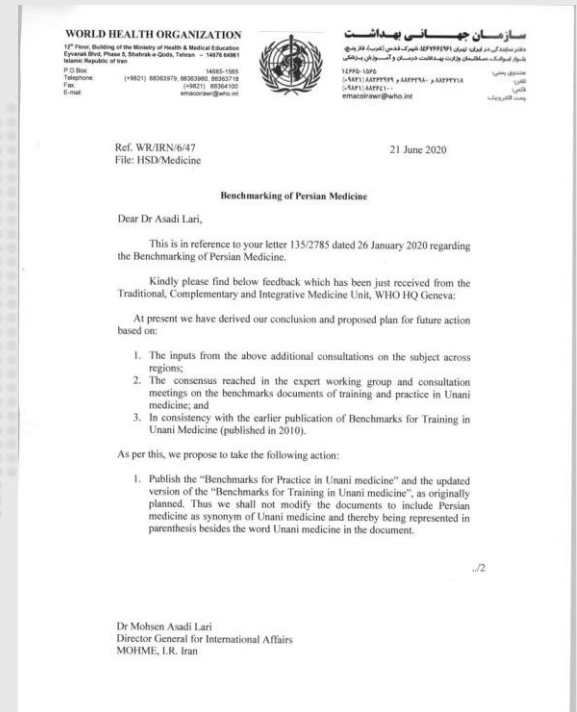 WORLD HEALTH ORGANIZATION
12th Floor, Building of the Ministry of Health & Medical Education
Eyvanak Blvd, Phase 5, Shahrak-e-Qods, Tehran – 14676 64961
Islamic Republic of Iran
P.O.Box: 14665-1565
Telephone: (+9821) 88363979, 88363980, 88363718
Fax: (+9821) 88364100
E-mail: emacoirawr@who.int
سازمــان جهــــانــی بهــداشــت
صندوق پستی: ۱۴۶۶۵-۱۵۶۵
تلفن:
فاکس:
پست الکترونیک: emacoirawr@who.int
Ref. WR/IRN/6/47
21 June 2020
File: HSD/Medicine
Benchmarking of Persian Medicine
Dear Dr Asadi Lari,
This is in reference to your letter 135/2785 dated 26 January 2020 regarding
the Benchmarking of Persian Medicine.
Kindly please find below feedback which has been just received from the
Traditional, Complementary and Integrative Medicine Unit, WHO HQ Geneva:
At present we have derived our conclusion and proposed plan for future action
based on:
1. The inputs from the above additional consultations on the subject across
regions;
2. The consensus reached in the expert working group and consultation
meetings on the benchmarks documents of training and practice in Unani
medicine; and
3. In consistency with the earlier publication of Benchmarks for Training in
Unani Medicine (published in 2010).
As per this, we propose to take the following action:
1. Publish the “Benchmarks for Practice in Unani medicine” and the updated
version of the “Benchmarks for Training in Unani medicine”, as originally
planned. Thus we shall not modify the documents to include Persian
medicine as synonym of Unani medicine and thereby being represented in
parenthesis besides the word Unani medicine in the document.
../2
Dr Mohsen Asadi Lari
Director General for International Affairs
MOHME, I.R. Iran